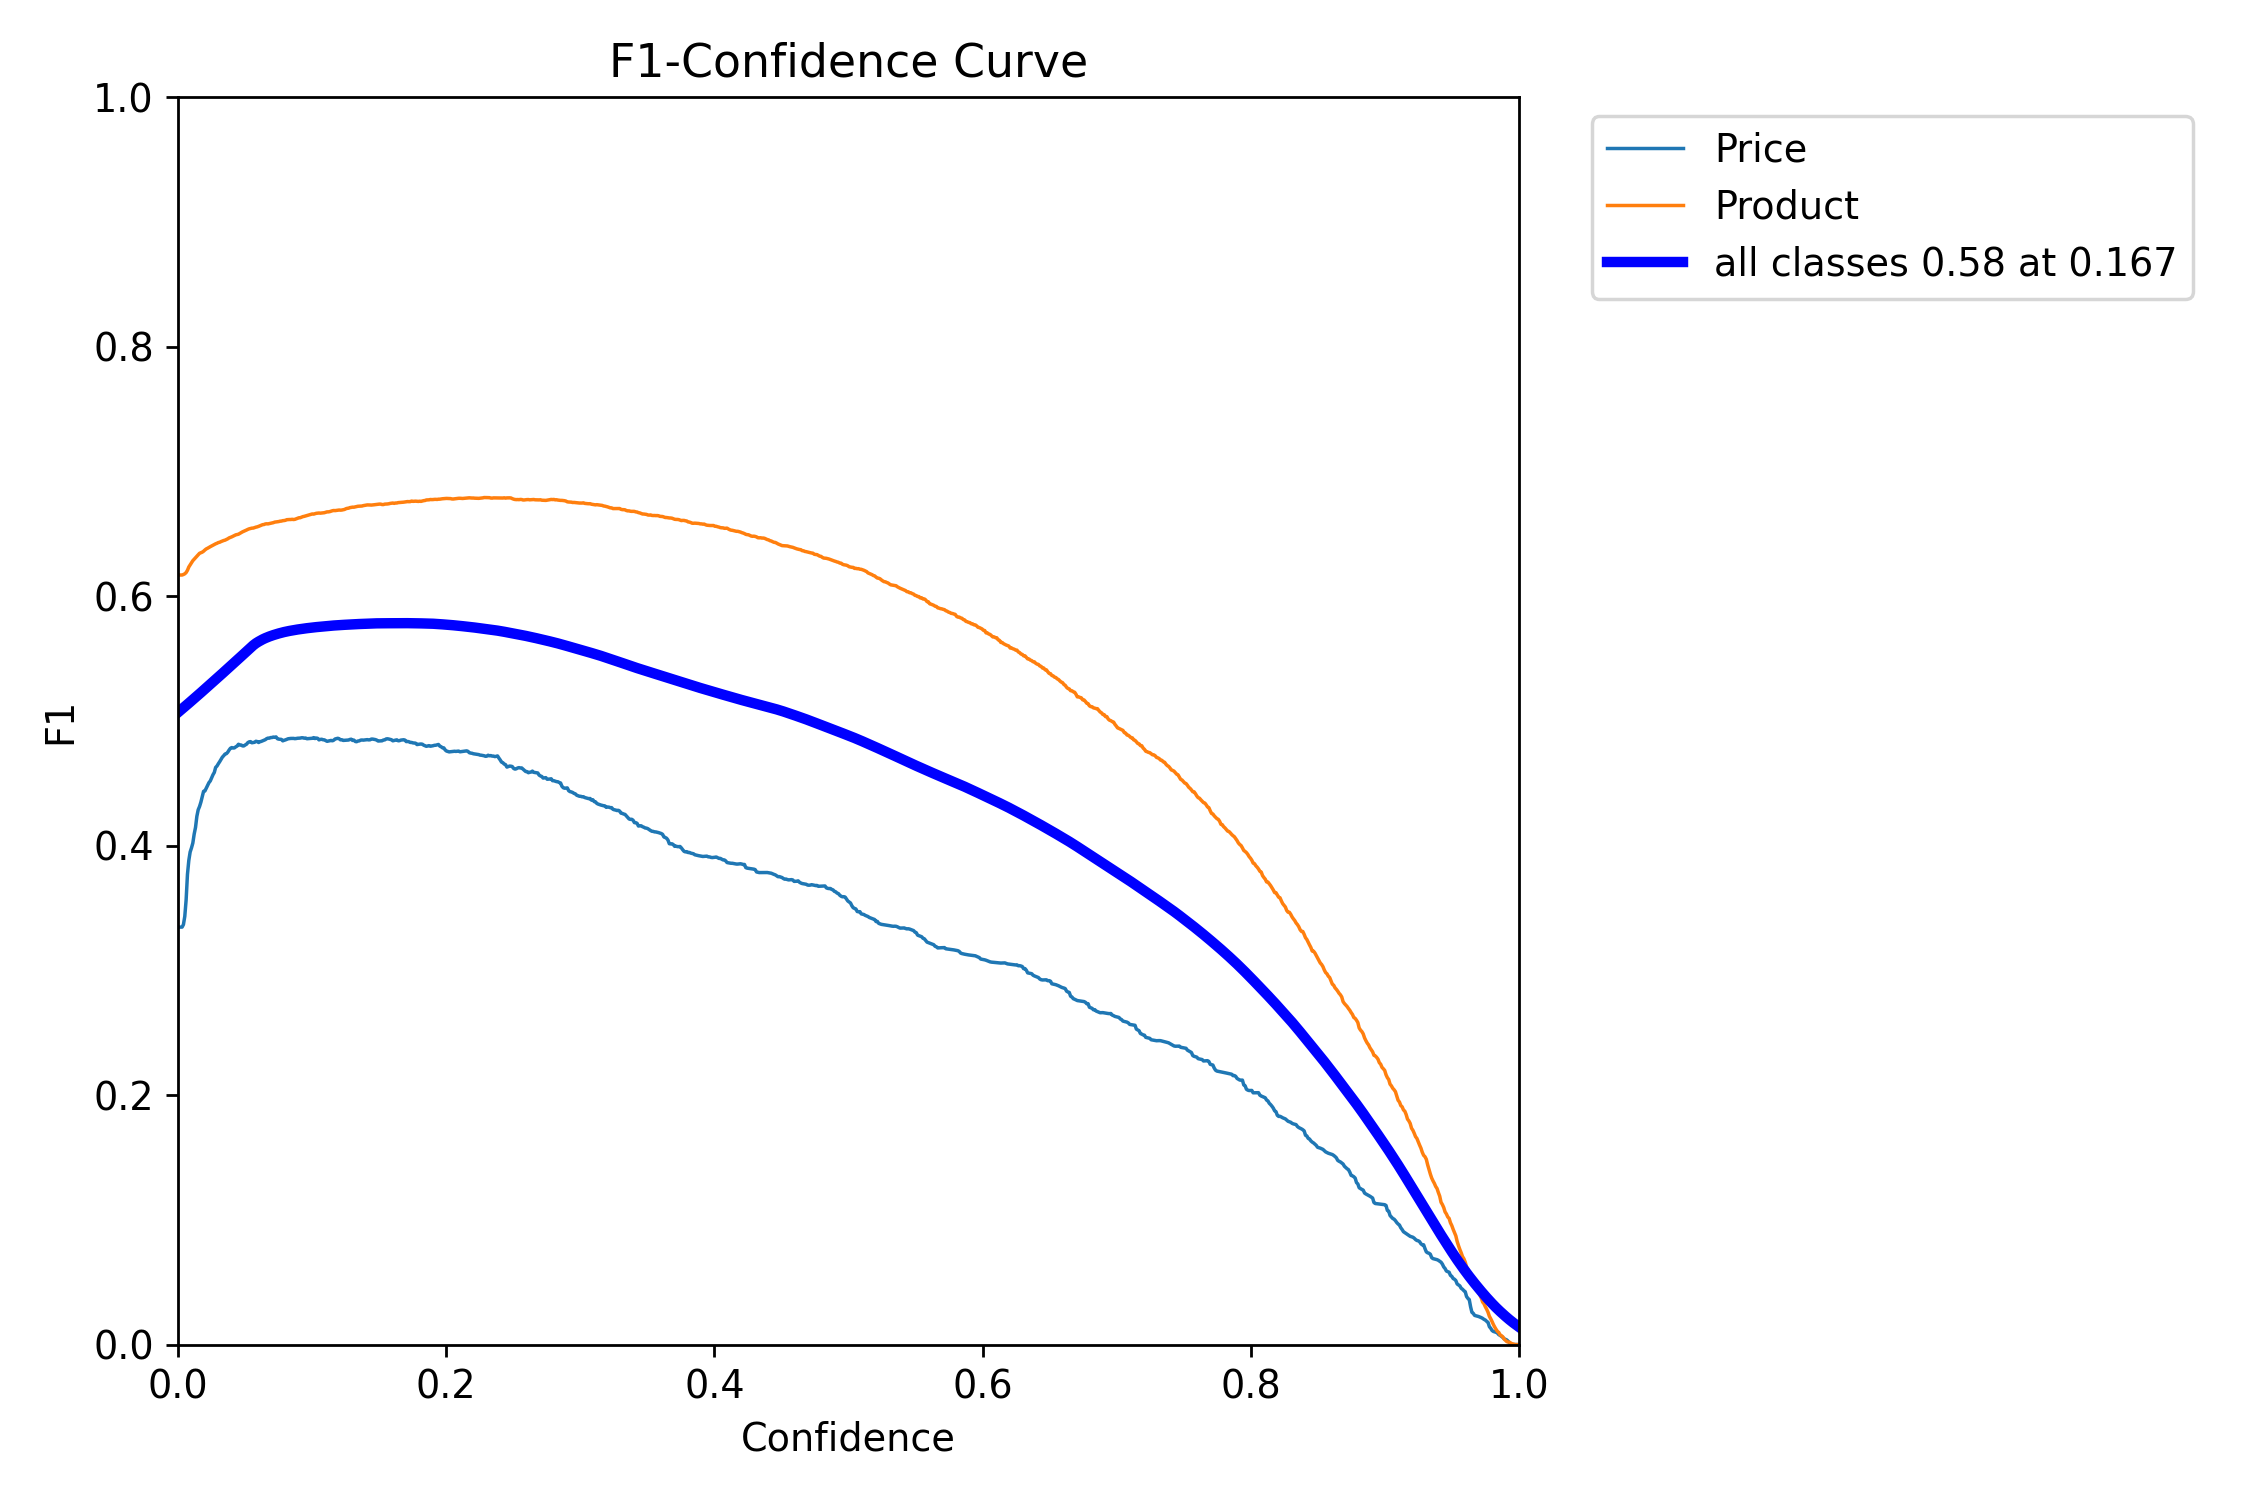 F1-Confidence Curve
1.0
0.8
0.6
0.4
0.2
0.0
F1
0.0 0.2 0.4 0.6 0.8 1.0
Confidence
Price
Product
all classes 0.58 at 0.167